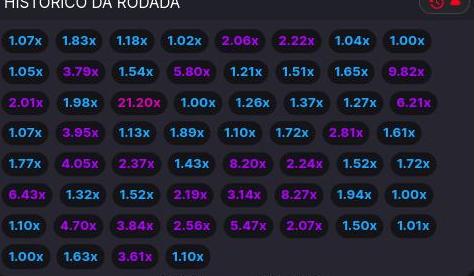 HISTÓRICO DA RODADA
1.07x 1.83x 1.18x 1.02x 2.06x 2.22x 1.04x 1.00x
1.05x 3.79x 1.54x 5.80x 1.21x 1.51x 1.65x 9.82x
2.01x 1.98x 21.20x 1.00x 1.26x 1.37x 1.27x 6.21x
1.07x 3.95x 1.13x 1.89x 1.10x 1.72x 2.81x 1.61x
1.77x 4.05x 2.37x 1.43x 8.20x 2.24x 1.52x 1.72x
6.43x 1.32x 1.52x 2.19x 3.14x 8.27x 1.94x 1.00x
1.10x 4.70x 3.84x 2.56x 5.47x 2.07x 1.50x 1.01x
1.00x 1.63x 3.61x 1.10x